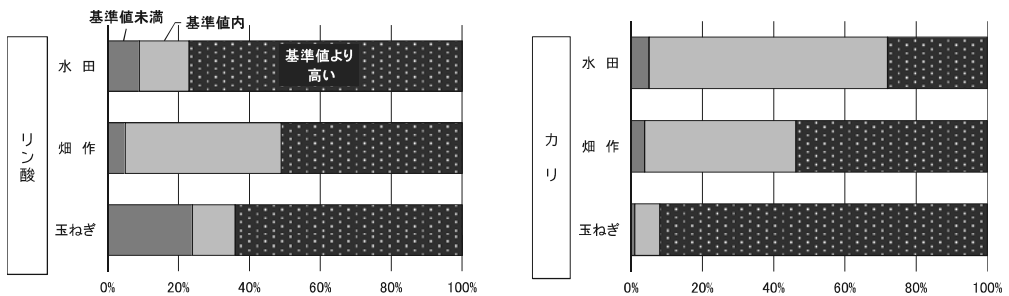 基準値未満
基準値内
リン酸
水 田
基準値より
高い
畑 作
玉ねぎ
0%
20%
40%
60%
80%
100%
カリ
水 田
畑 作
玉ねぎ
0%
20%
40%
60%
80%
100%